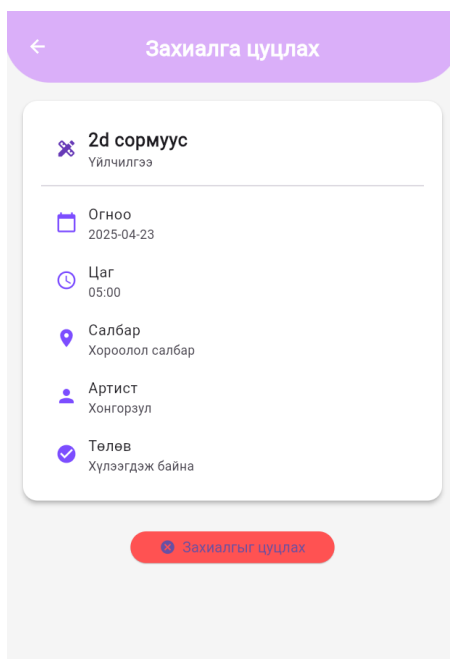 Захиалга цуцлах
2d сормуус
Үйлчилгээ
Огноо
2025-04-23
Цаг
05:00
Салбар
Хороолол салбар
Артист
Хонгорзул
Төлөв
Хүлээгдэж байна
Захиалгыг цуцлах